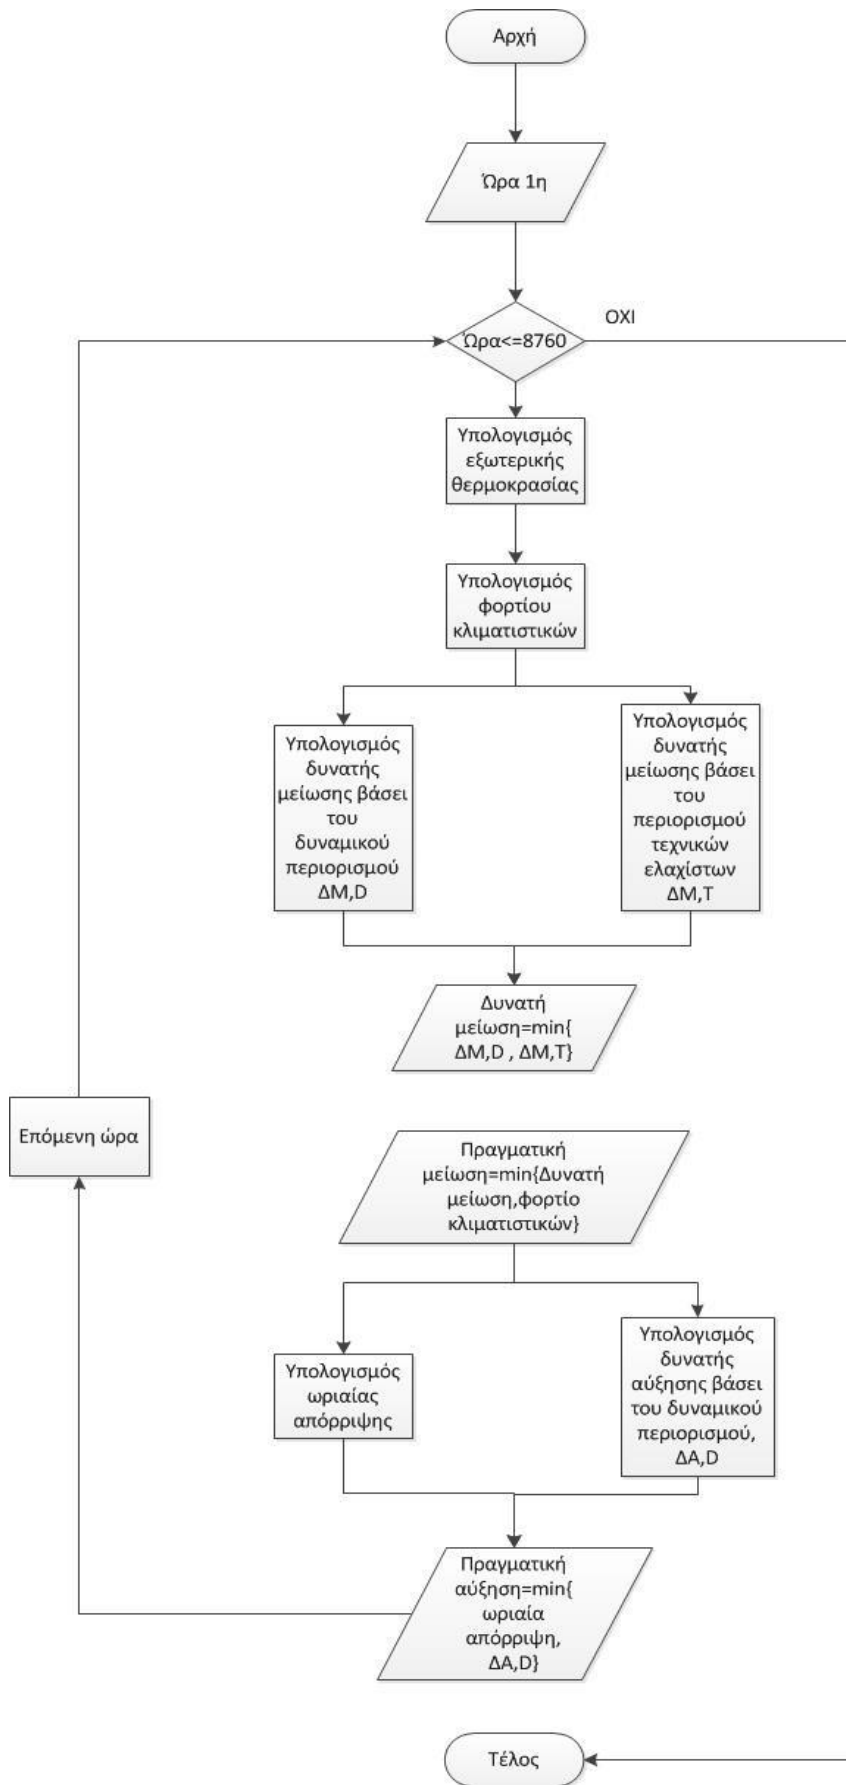 Αρχή
Ώρα 1η
Ώρα<=8760
ΟΧΙ
Υπολογισμός
εξωτερικής
θερμοκρασίας
Υπολογισμός
φορτίου
κλιματιστικών
Υπολογισμός
δυνατής
μείωσης βάσει
του
δυναμικού
περιορισμού
ΔΜ,D
Υπολογισμός
δυνατής
μείωσης βάσει
του
περιορισμού
τεχνικών
ελαχίστων
ΔΜ,Τ
Δυνατή
μείωση=min{
ΔΜ,D , ΔΜ,Τ}
Επόμενη ώρα
Πραγματική
μείωση=min{Δυνατή
μείωση,φορτίο
κλιματιστικών}
Υπολογισμός
ωριαίας
απόρριψης
Υπολογισμός
δυνατής
αύξησης βάσει
του δυναμικού
περιορισμού,
ΔΑ,D
Πραγματική
αύξηση=min{
ωριαία
απόρριψη,
ΔΑ,D}
Τέλος